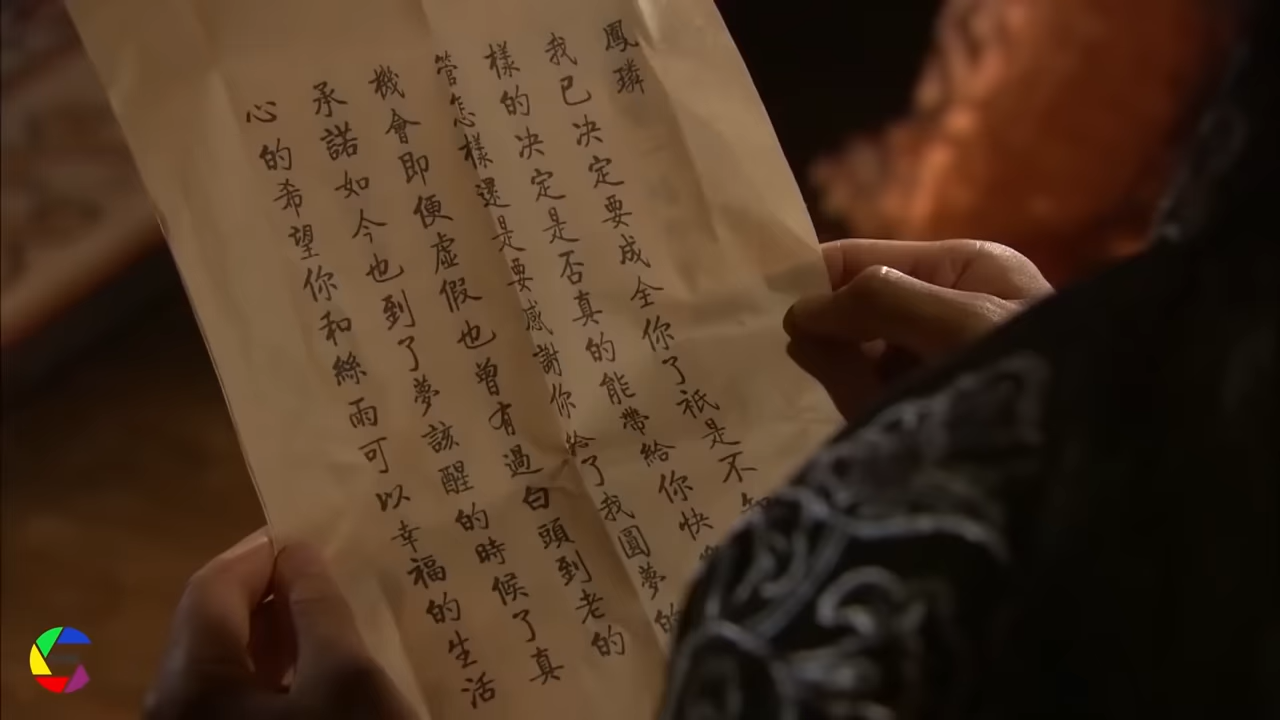 鳳璘
我已決定要成全你了祇是不
樣的決定是否真的能帶給你快
管怎樣還是要感謝你給了我圓夢的
機會即便虛假也曾有過白頭到老的
承諾如今也到了夢該醒的時候了真
心的希望你和絲雨可以幸福的生活